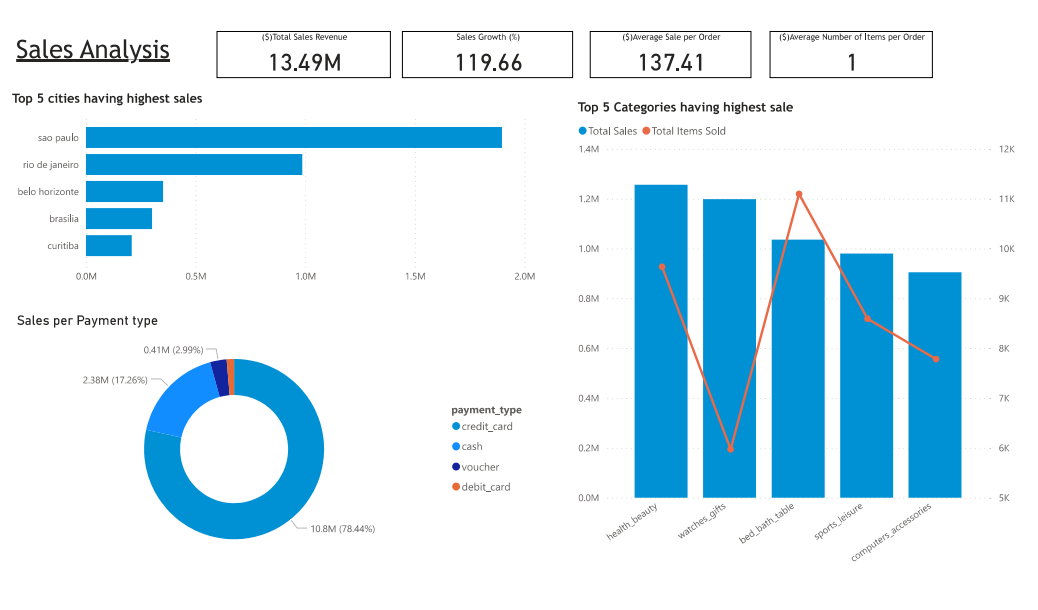 Sales Analysis
($)Total Sales Revenue
13.49M
Sales Growth (%)
119.66
($)Average Sale per Order
137.41
($)Average Number of Items per Order
1
Top 5 cities having highest sales
sao paulo
rio de janeiro
belo horizonte
brasilia
curitiba
0.0M 0.5M 1.0M 1.5M 2.0M
Sales per Payment type
0.41M (2.99%)
2.38M (17.26%)
10.8M (78.44%)
payment_type
credit_card
cash
voucher
debit_card
Top 5 Categories having highest sale
Total Sales Total Items Sold
1.4M 12K
1.2M 11K
1.0M 10K
0.8M 9K
0.6M 8K
0.4M 7K
0.2M 6K
0.0M 5K
health_beauty
watches_gifts
bed_bath_table
sports_leisure
computers_accessories